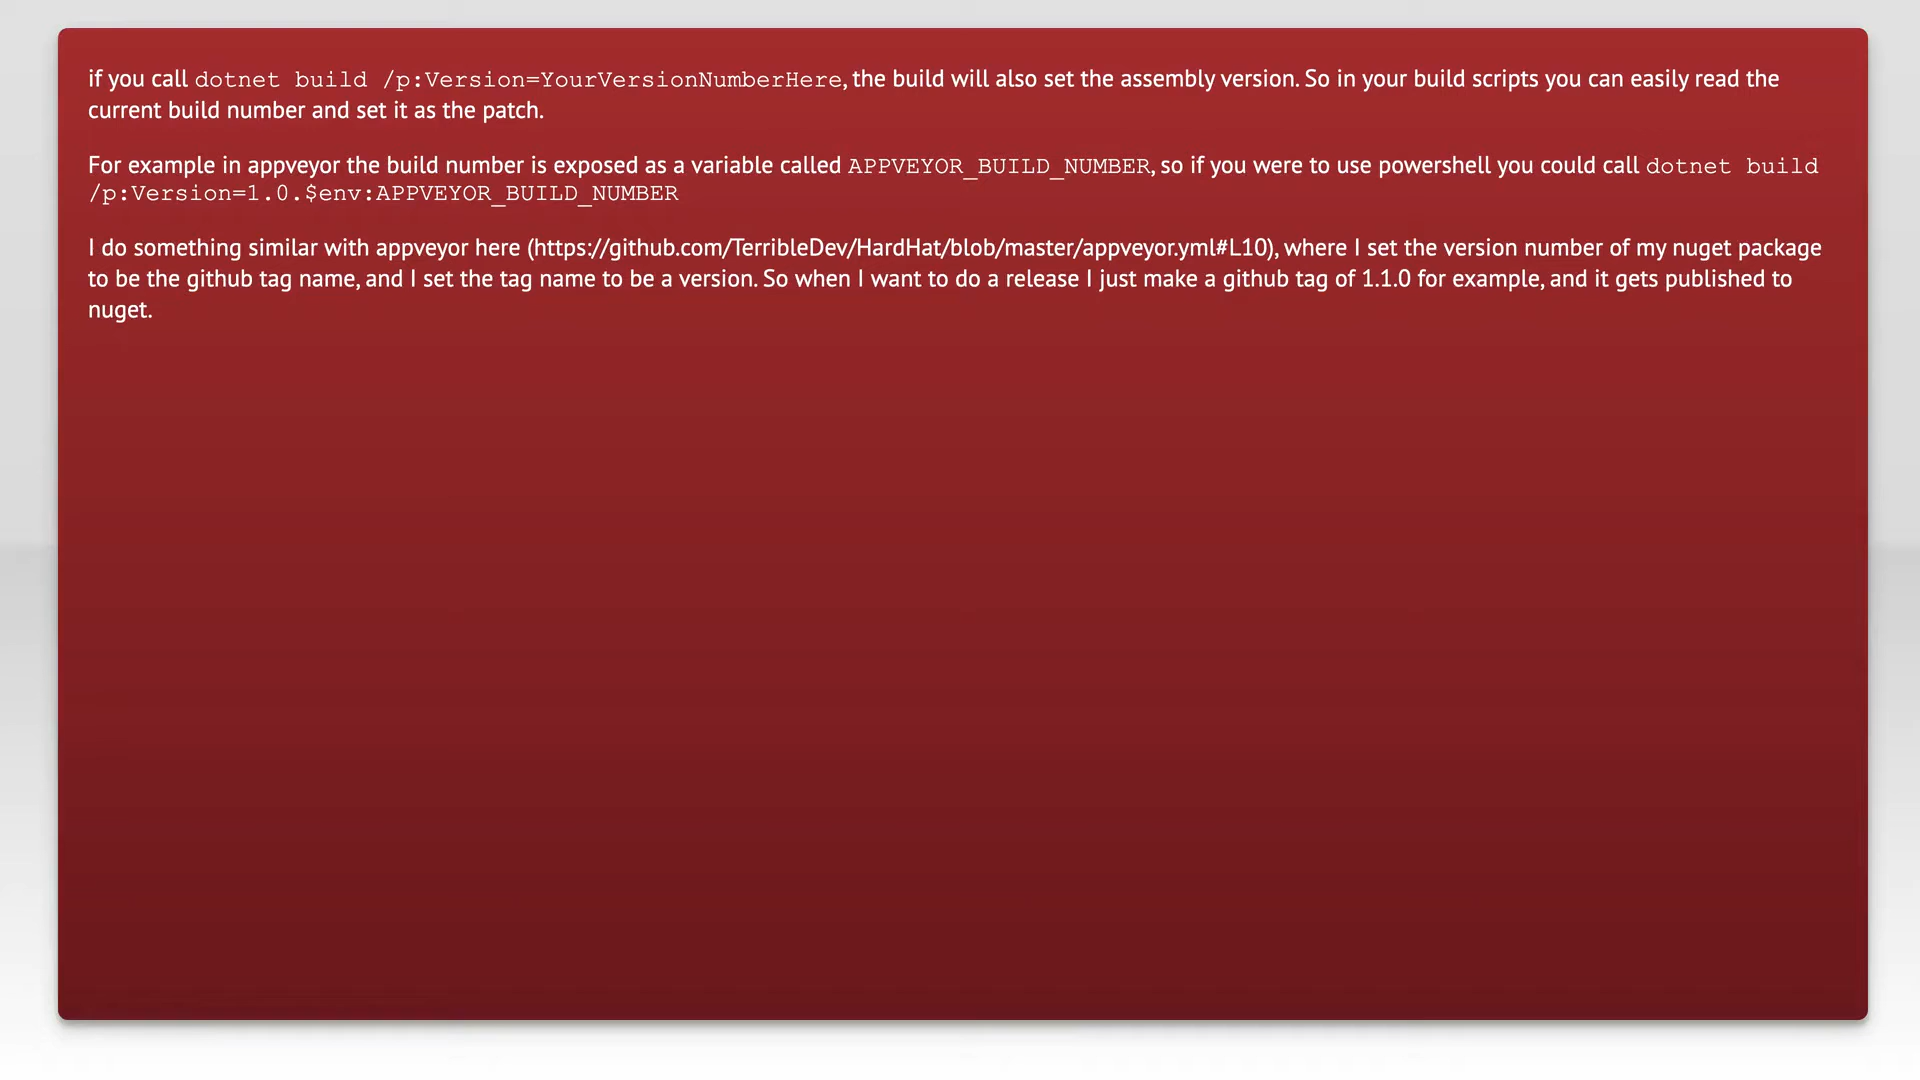 if you call dotnet build /p:Version=YourVersionNumberHere, the build will also set the assembly version. So in your build scripts you can easily read the
current build number and set it as the patch.
For example in appveyor the build number is exposed as a variable called APPVEYOR_BUILD_NUMBER, so if you were to use powershell you could call dotnet build
/p:Version=1.0.$env:APPVEYOR_BUILD_NUMBER
I do something similar with appveyor here (https://github.com/TerribleDev/HardHat/blob/master/appveyor.yml#L10), where I set the version number of my nuget package
to be the github tag name, and I set the tag name to be a version. So when I want to do a release I just make a github tag of 1.1.0 for example, and it gets published to
nuget.